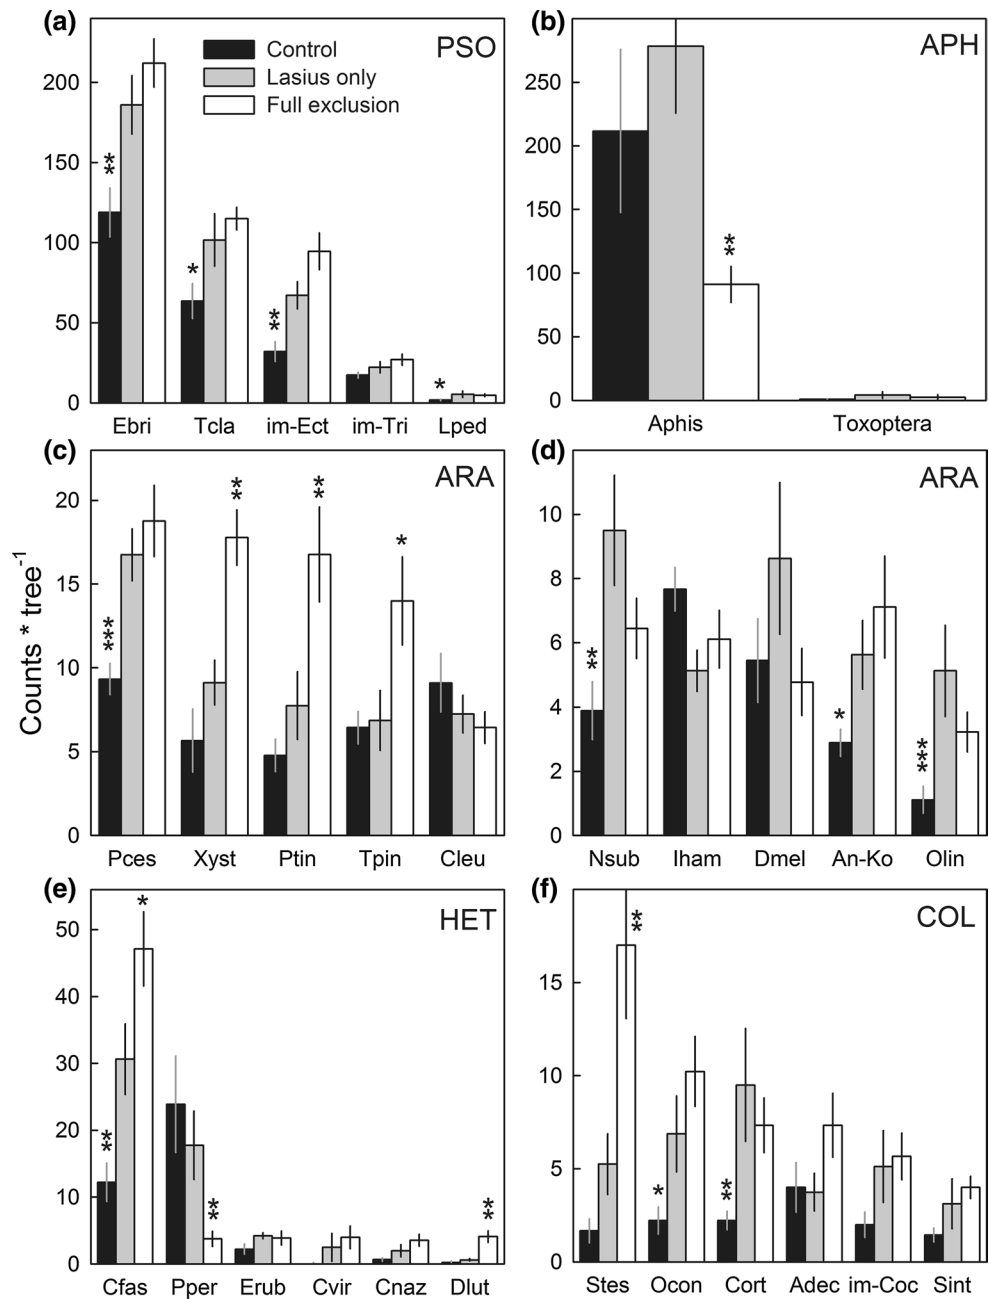 (a)
PSO
Control
Lasius only
Full exclusion
200
150
100
50
0
**
*
**
*
Ebri Tcla im-Ect im-Tri Lped
(b)
APH
250
200
150
100
50
0
**
Aphis Toxoptera
Counts * tree-1
(c)
ARA
20
15
10
5
0
***
**
**
*
Pces Xyst Ptin Tpin Cleu
(d)
ARA
10
8
6
4
2
0
**
*
***
Nsub Iham Dmel An-Ko Olin
(e)
HET
50
40
30
20
10
0
**
*
**
**
Cfas Pper Erub Cvir Cnaz Dlut
(f)
COL
15
10
5
0
**
*
**
Stes Ocon Cort Adec im-Coc Sint